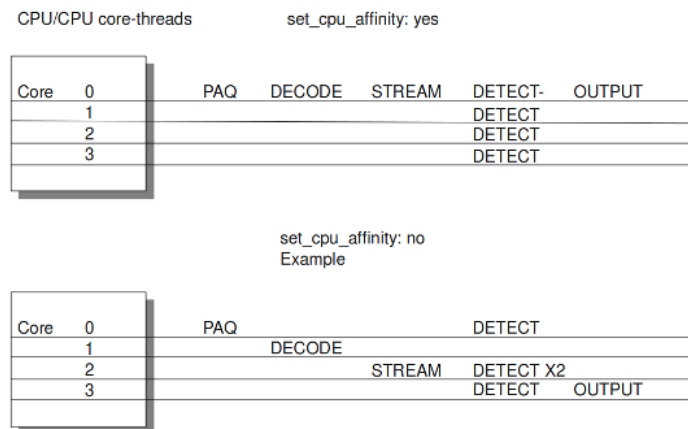 CPU/CPU core-threads set_cpu_affinity: yes
Core 0 PAQ DECODE STREAM DETECT- OUTPUT
1 DETECT
2 DETECT
3 DETECT
set_cpu_affinity: no
Example
Core 0 PAQ DETECT
1 DECODE
2 STREAM DETECT X2
3 DETECT OUTPUT